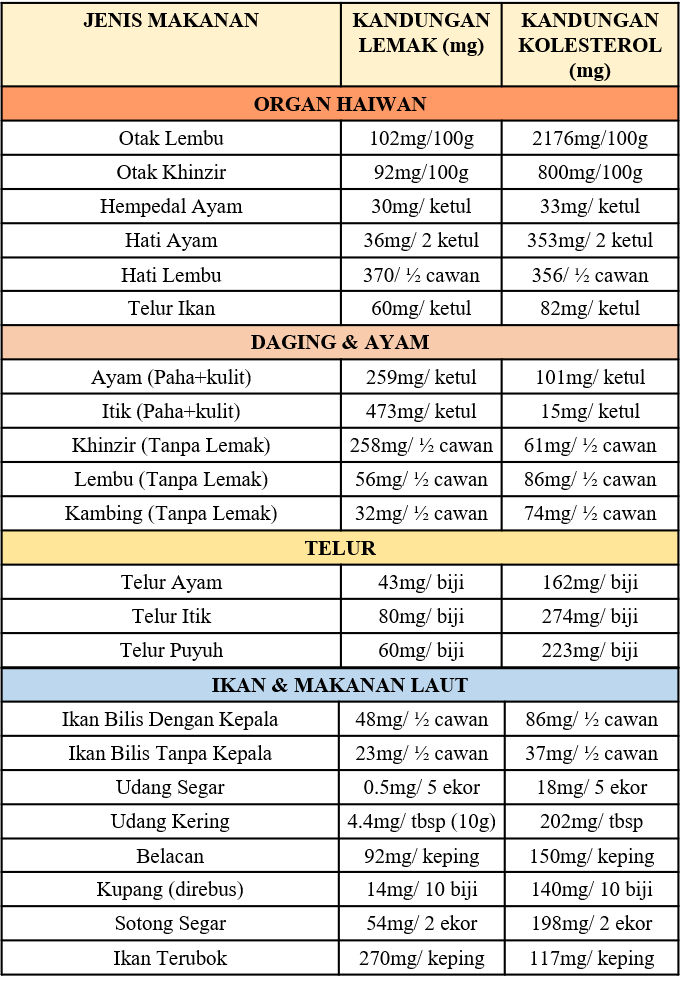 JENIS MAKANAN KANDUNGAN KANDUNGAN
LEMAK (mg) KOLESTEROL
(mg)
ORGAN HAIWAN
Otak Lembu 102mg/100g 2176mg/100g
Otak Khinzir 92mg/100g 800mg/100g
Hempedal Ayam 30mg/ ketul 33mg/ ketul
Hati Ayam 36mg/ 2 ketul 353mg/ 2 ketul
Hati Lembu 370/ ½ cawan 356/ ½ cawan
Telur Ikan 60mg/ ketul 82mg/ ketul
DAGING & AYAM
Ayam (Paha+kulit) 259mg/ ketul 101mg/ ketul
Itik (Paha+kulit) 473mg/ ketul 15mg/ ketul
Khinzir (Tanpa Lemak) 258mg/ ½ cawan 61mg/ ½ cawan
Lembu (Tanpa Lemak) 56mg/ ½ cawan 86mg/ ½ cawan
Kambing (Tanpa Lemak) 32mg/ ½ cawan 74mg/ ½ cawan
TELUR
Telur Ayam 43mg/ biji 162mg/ biji
Telur Itik 80mg/ biji 274mg/ biji
Telur Puyuh 60mg/ biji 223mg/ biji
IKAN & MAKANAN LAUT
Ikan Bilis Dengan Kepala 48mg/ ½ cawan 86mg/ ½ cawan
Ikan Bilis Tanpa Kepala 23mg/ ½ cawan 37mg/ ½ cawan
Udang Segar 0.5mg/ 5 ekor 18mg/ 5 ekor
Udang Kering 4.4mg/ tbsp (10g) 202mg/ tbsp
Belacan 92mg/ keping 150mg/ keping
Kupang (direbus) 14mg/ 10 biji 140mg/ 10 biji
Sotong Segar 54mg/ 2 ekor 198mg/ 2 ekor
Ikan Terubok 270mg/ keping 117mg/ keping